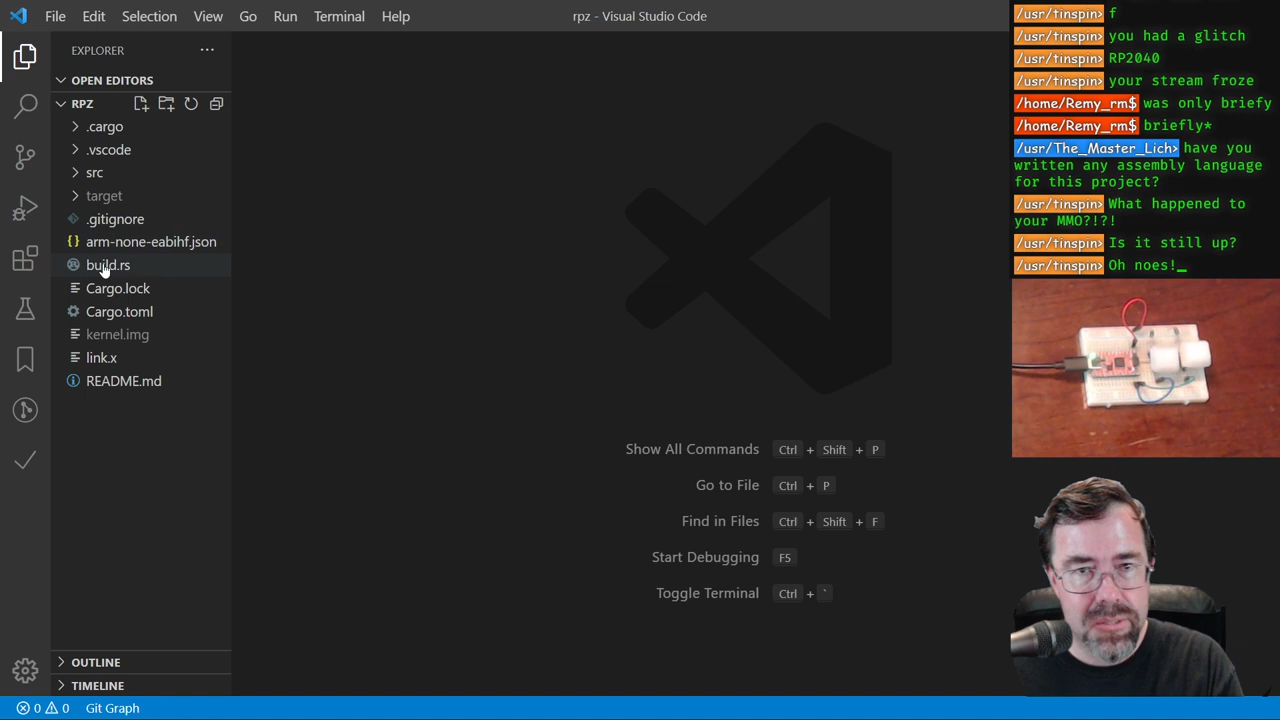 File Edit Selection View Go Run Terminal Help
rpz - Visual Studio Code
EXPLORER
OPEN EDITORS
RPZ
.cargo
.vscode
src
target
.gitignore
arm-none-eabihf.json
build.rs
Cargo.lock
Cargo.toml
kernel.img
link.x
README.md
OUTLINE
TIMELINE
0 0 Git Graph
Show All Commands Ctrl + Shift + P
Go to File Ctrl + P
Find in Files Ctrl + Shift + F
Start Debugging F5
Toggle Terminal Ctrl + `
/usr/tinspin> f
/usr/tinspin> you had a glitch
/usr/tinspin> RP2040
/usr/tinspin> your stream froze
/home/Remy_rm$ was only briefy
/home/Remy_rm$ briefly*
/usr/The_Master_Lich> have you
written any assembly language
for this project?
/usr/tinspin> What happened to
your MMO?!?!
/usr/tinspin> Is it still up?
/usr/tinspin> Oh noes!_